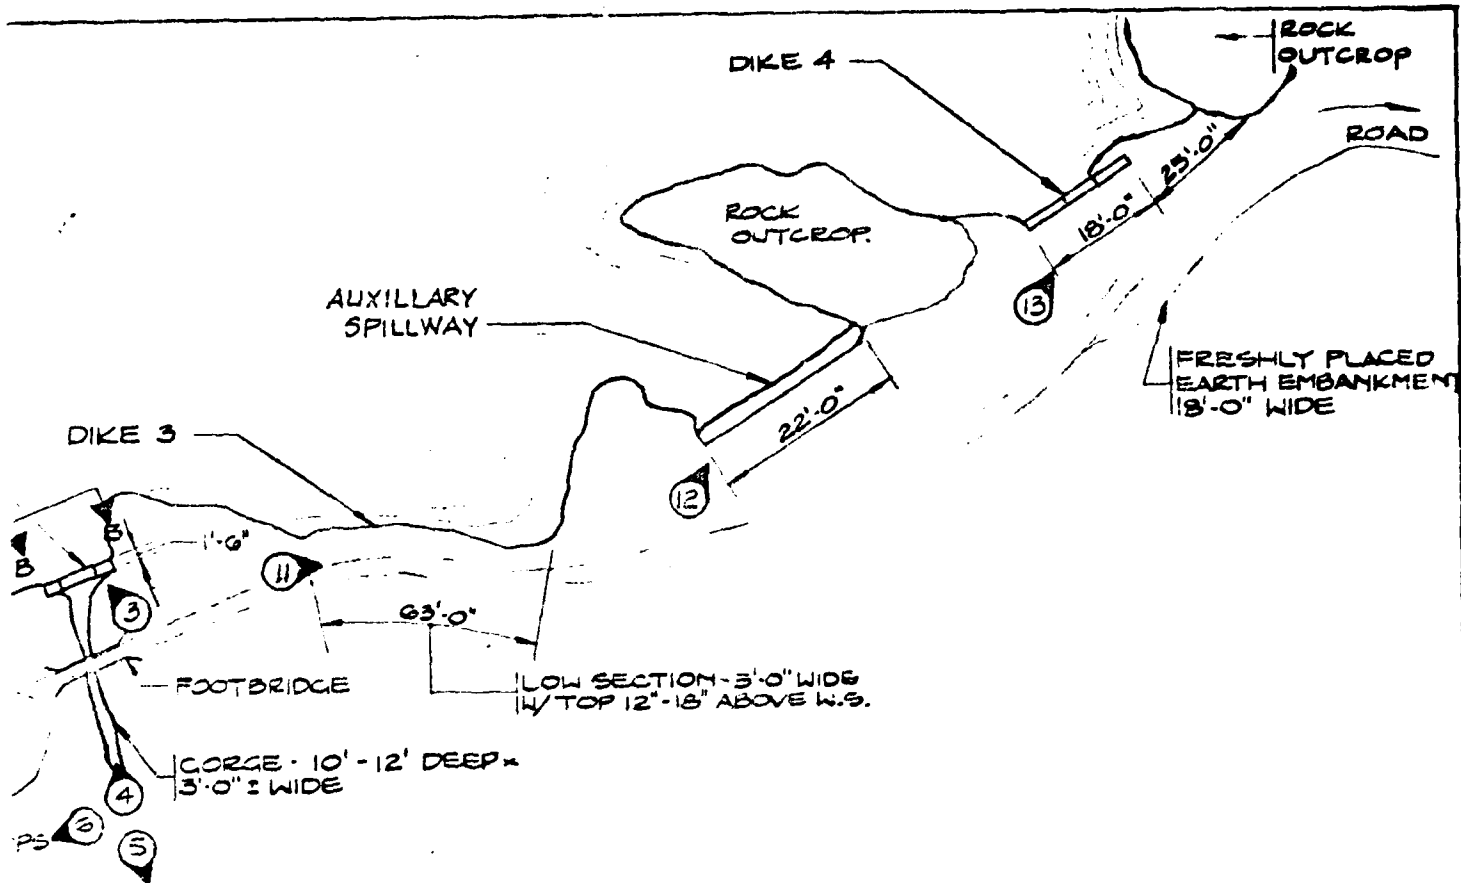 ROCK
OUTCROP
DIKE 4
ROAD
25'-0"
18'-0"
ROCK
OUTCROP.
13
AUXILLARY
SPILLWAY
FRESHLY PLACED
EARTH EMBANKMENT
18'-0" WIDE
22'-0"
DIKE 3
12
B
1'-6"
11
3
63'-0"
FOOTBRIDGE
LOW SECTION - 3'-0" WIDE
W/ TOP 12"-18" ABOVE W.S.
GORGE - 10' - 12' DEEP x
3'-0" ± WIDE
4
PS
5